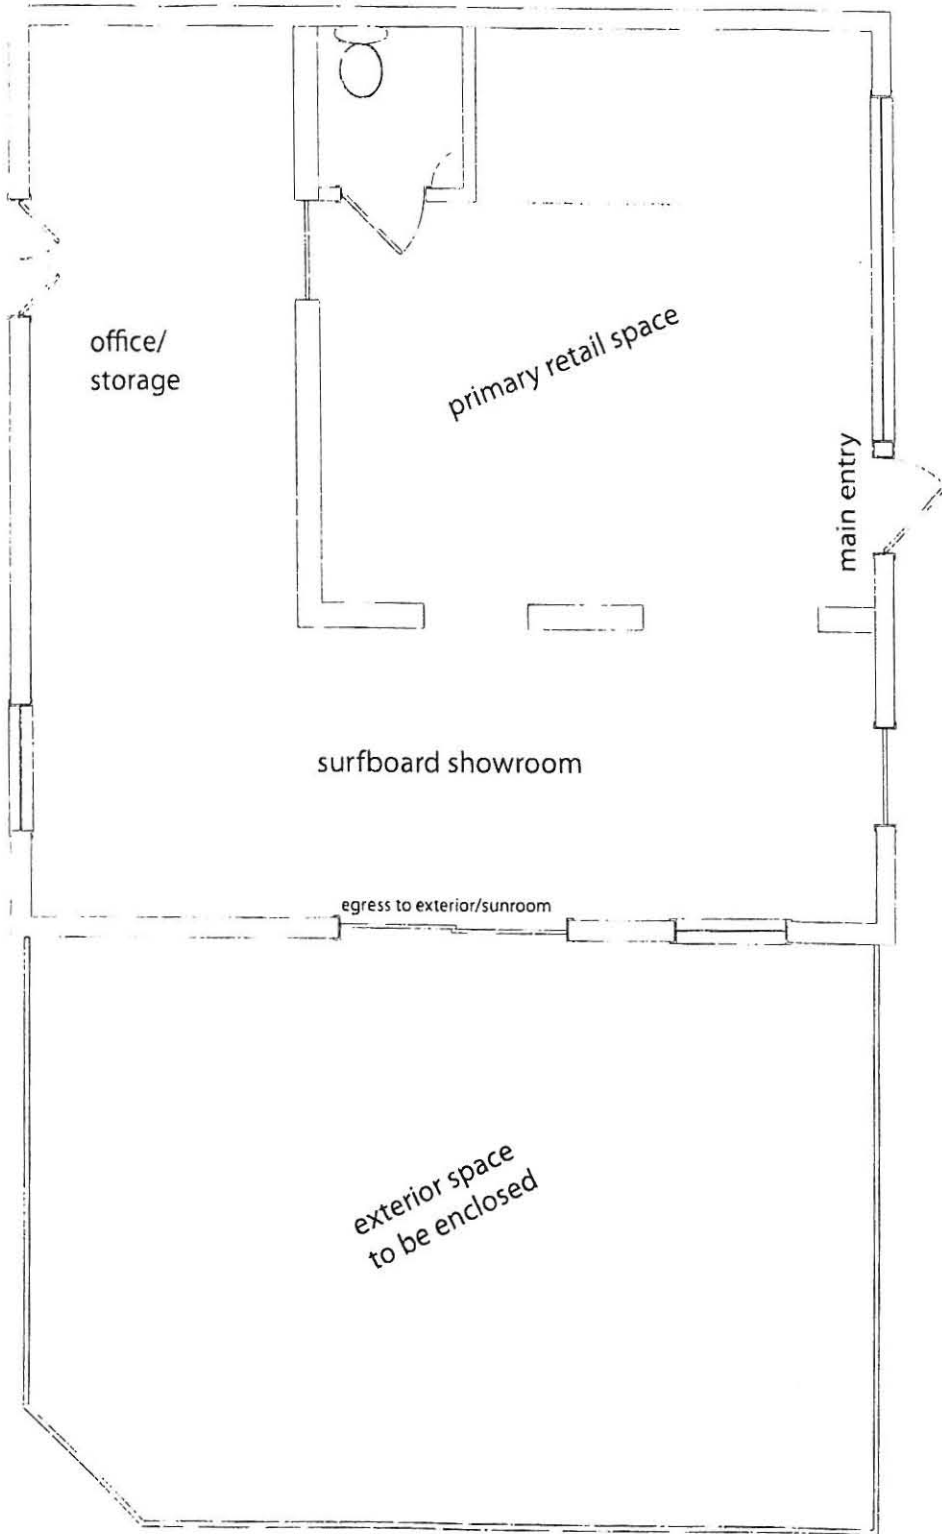 office/
storage
primary retail space
main entry
surfboard showroom
egress to exterior/sunroom
exterior space
to be enclosed